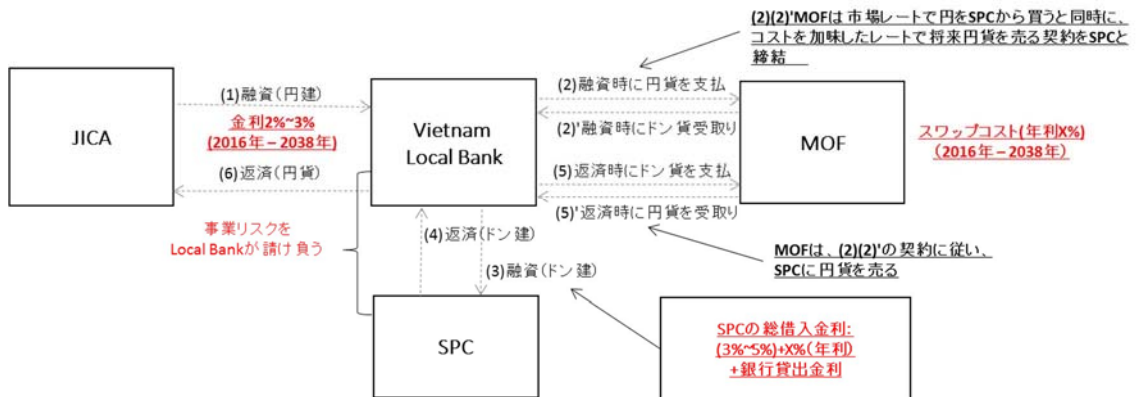 (2)(2)'MOFは市場レートで円をSPCから買うと同時に、
コストを加味したレートで将来円貨を売る契約をSPCと
締結
JICA
(1)融資(円建)
金利2%~3%
(2016年–2038年)
(6)返済(円貨)
Vietnam
Local Bank
(2)融資時に円貨を支払
(2)'融資時にドン貨受取り
(5)返済時にドン貨を支払
(5)'返済時に円貨を受取り
MOF
スワップコスト(年利X%)
(2016年–2038年)
事業リスクを
Local Bankが請け負う
(4)返済(ドン建)
(3)融資(ドン建)
MOFは、(2)(2)'の契約に従い、
SPCに円貨を売る
SPC
SPCの総借入金利:
(3%~5%)+X%(年利)
+銀行貸出金利